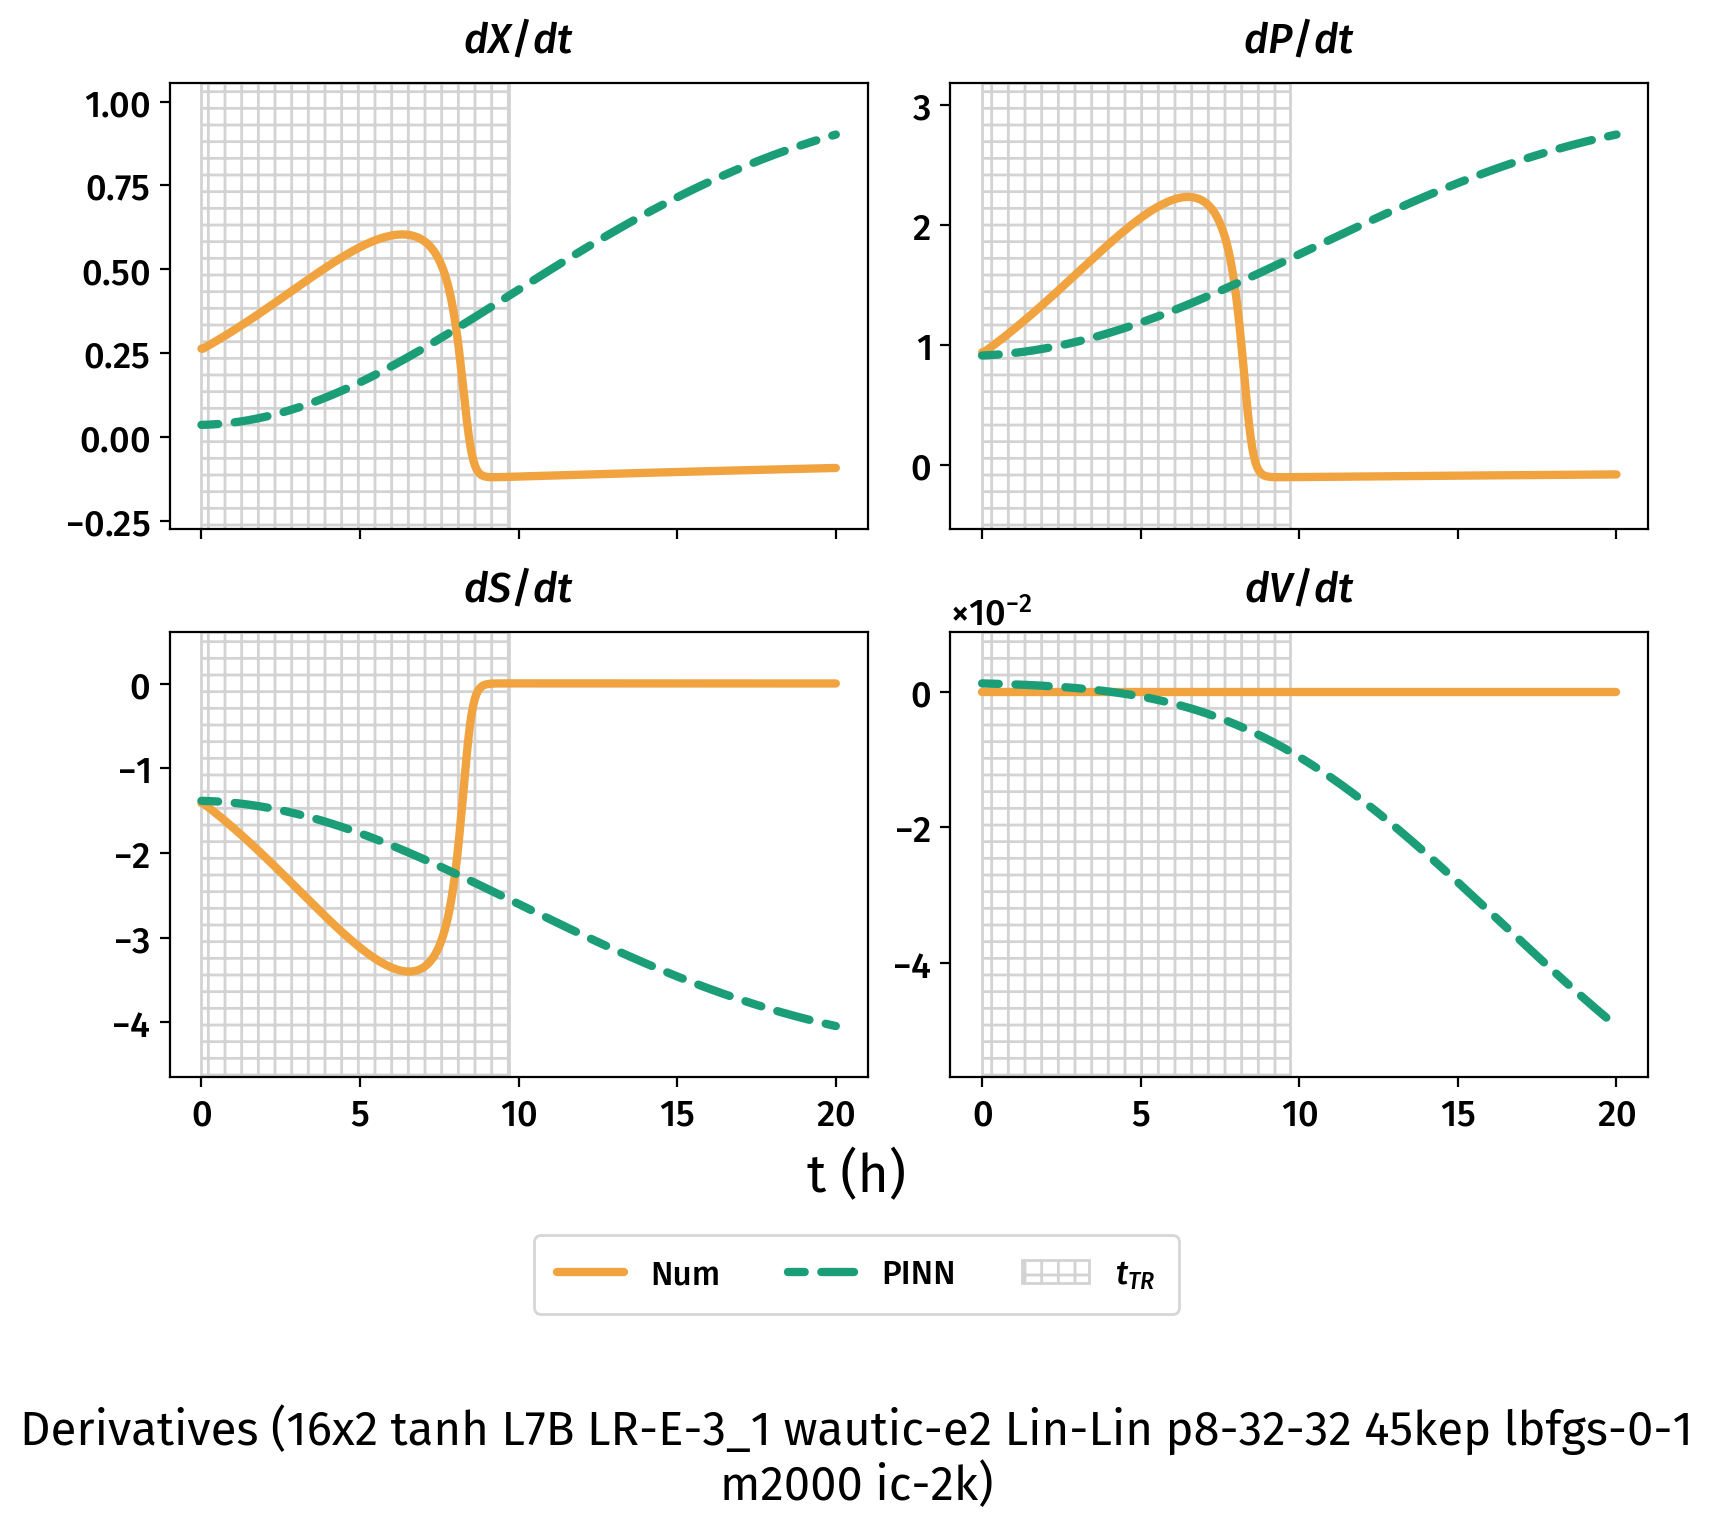 dX/dt
dP/dt
1.00
0.75
0.50
0.25
0.00
−0.25
3
2
1
0
dS/dt
dV/dt
×10⁻²
0
−1
−2
−3
−4
0
−2
−4
0 5 10 15 20
0 5 10 15 20
t (h)
Num PINN t_TR
Derivatives (16x2 tanh L7B LR-E-3_1 wautic-e2 Lin-Lin p8-32-32 45kep lbfgs-0-1
m2000 ic-2k)